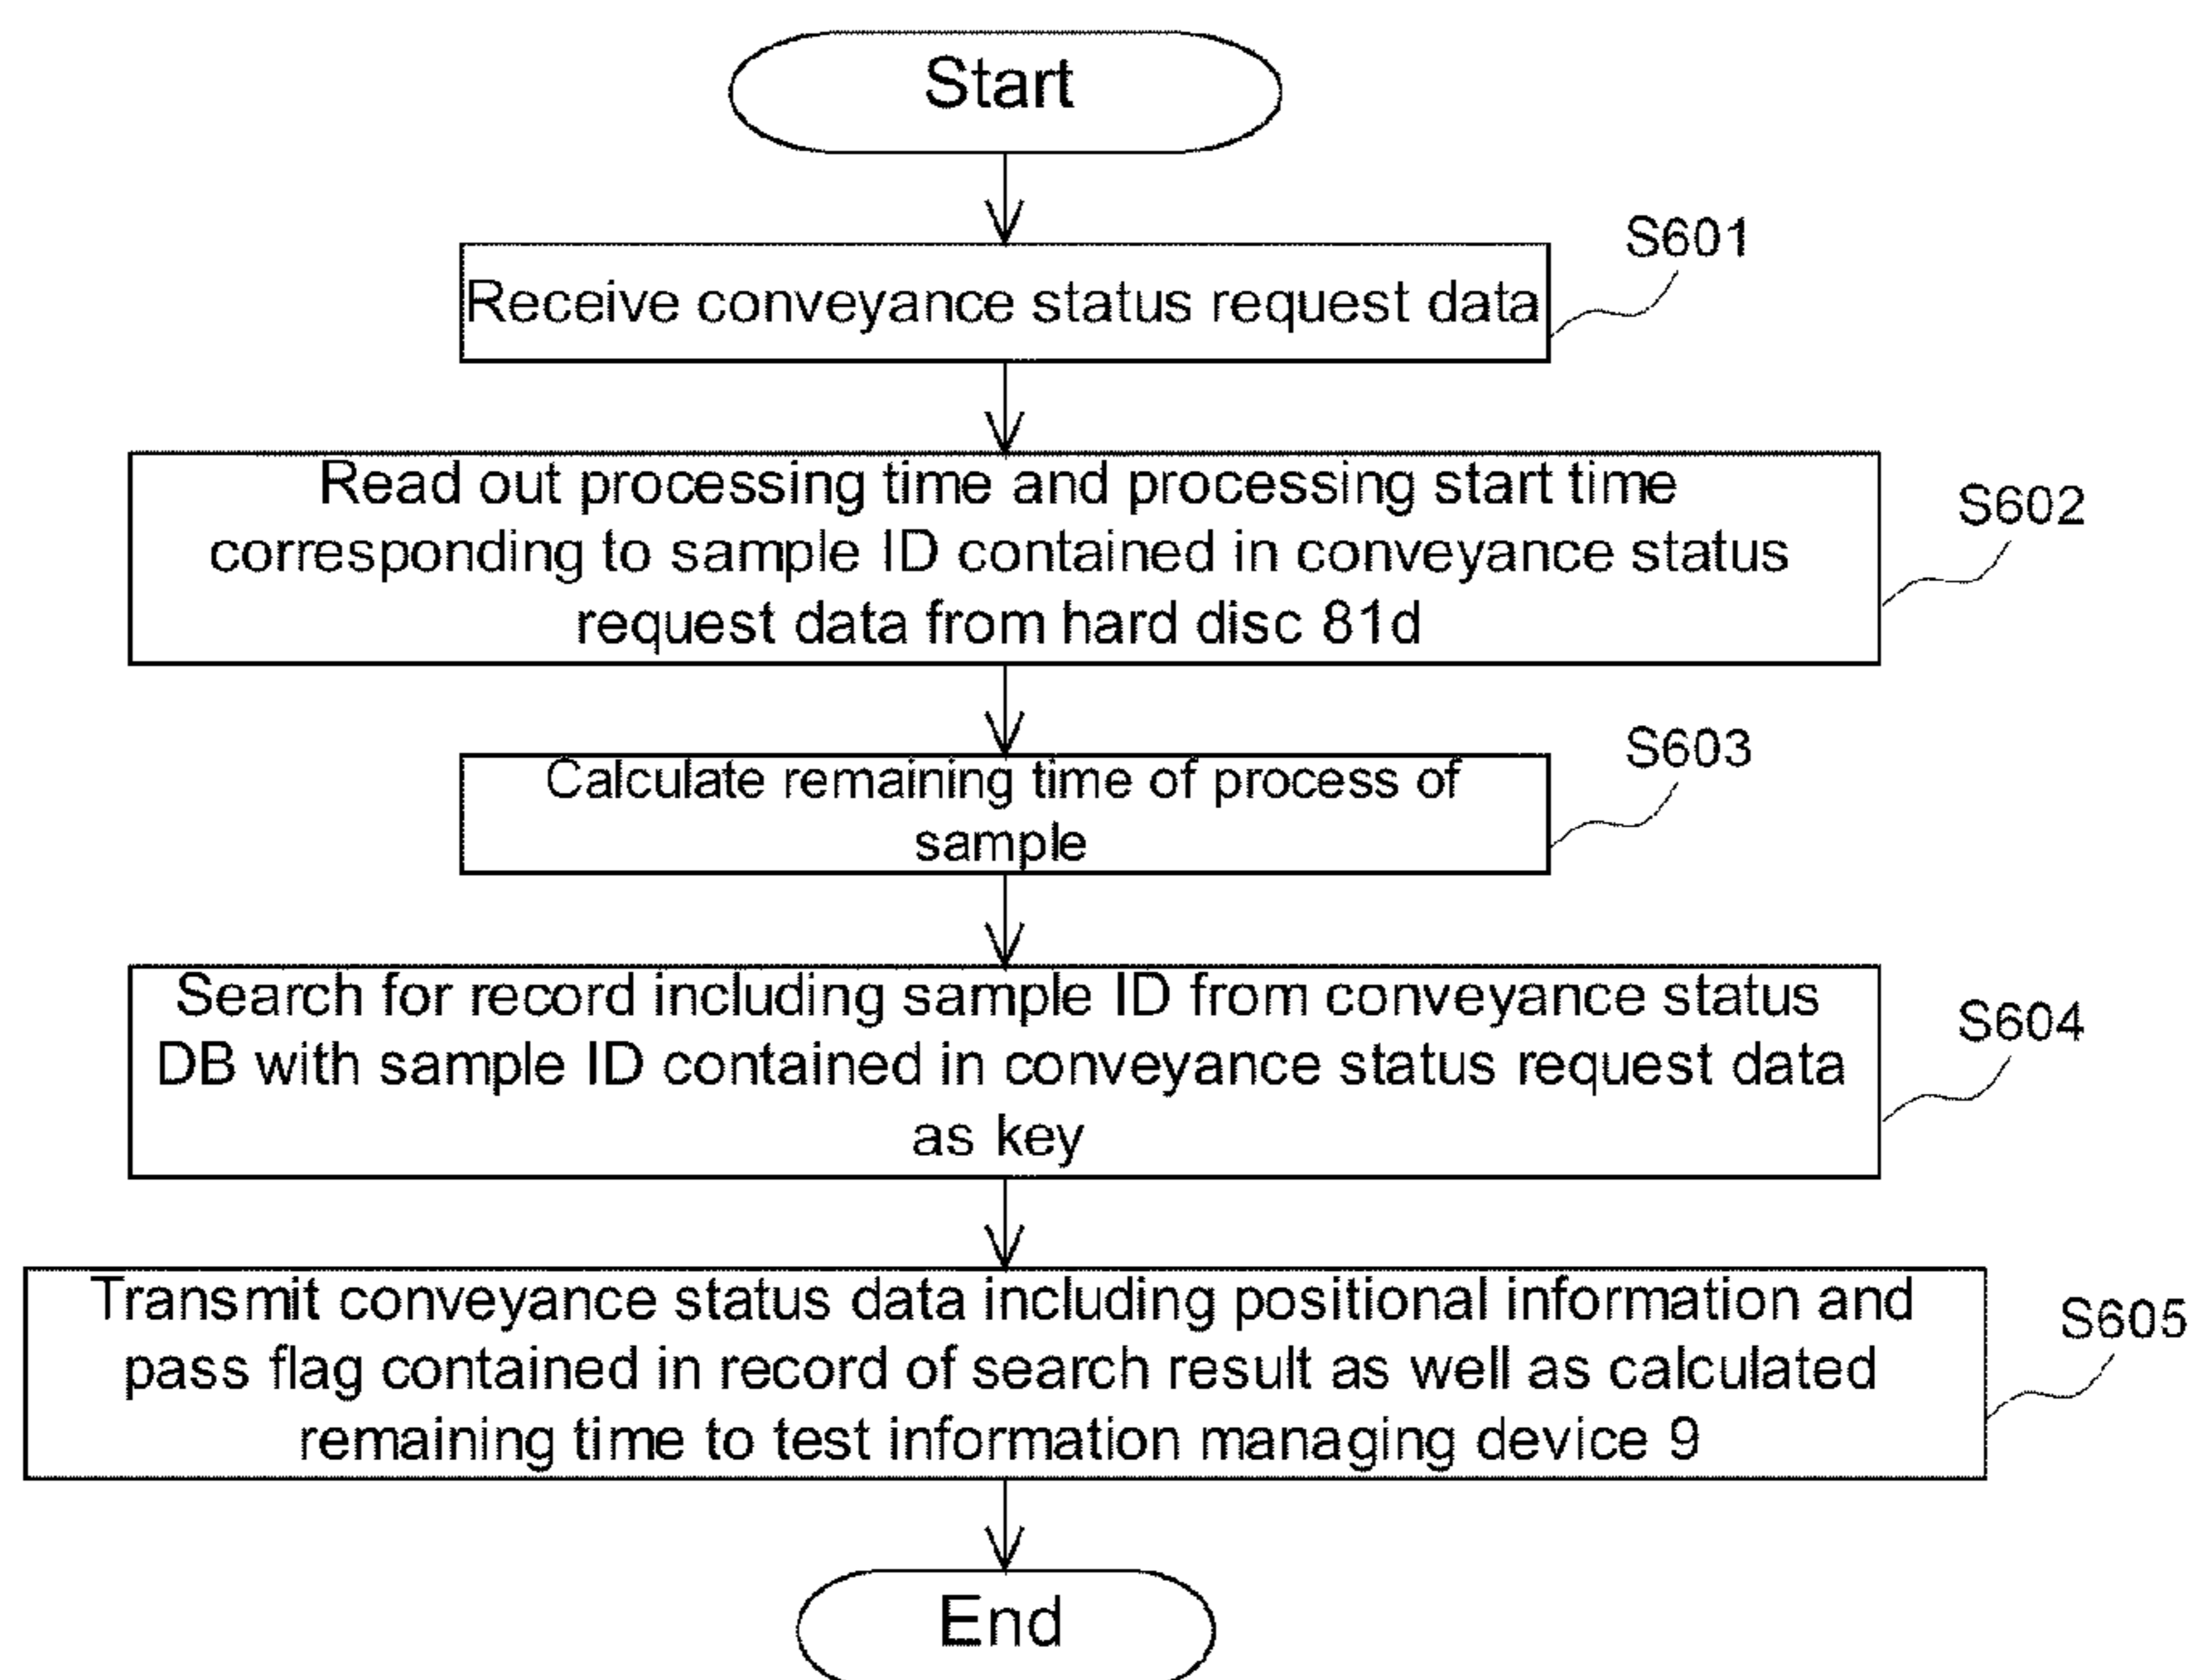 Start
S601
Receive conveyance status request data
Read out processing time and processing start time
S602
corresponding to sample ID contained in conveyance status
request data from hard disc 81d
S603
Calculate remaining time of process of
sample
Search for record including sample ID from conveyance status
S604
DB with sample ID contained in conveyance status request data
as key
Transmit conveyance status data including positional information and
S605
pass flag contained in record of search result as well as calculated
remaining time to test information managing device 9
End